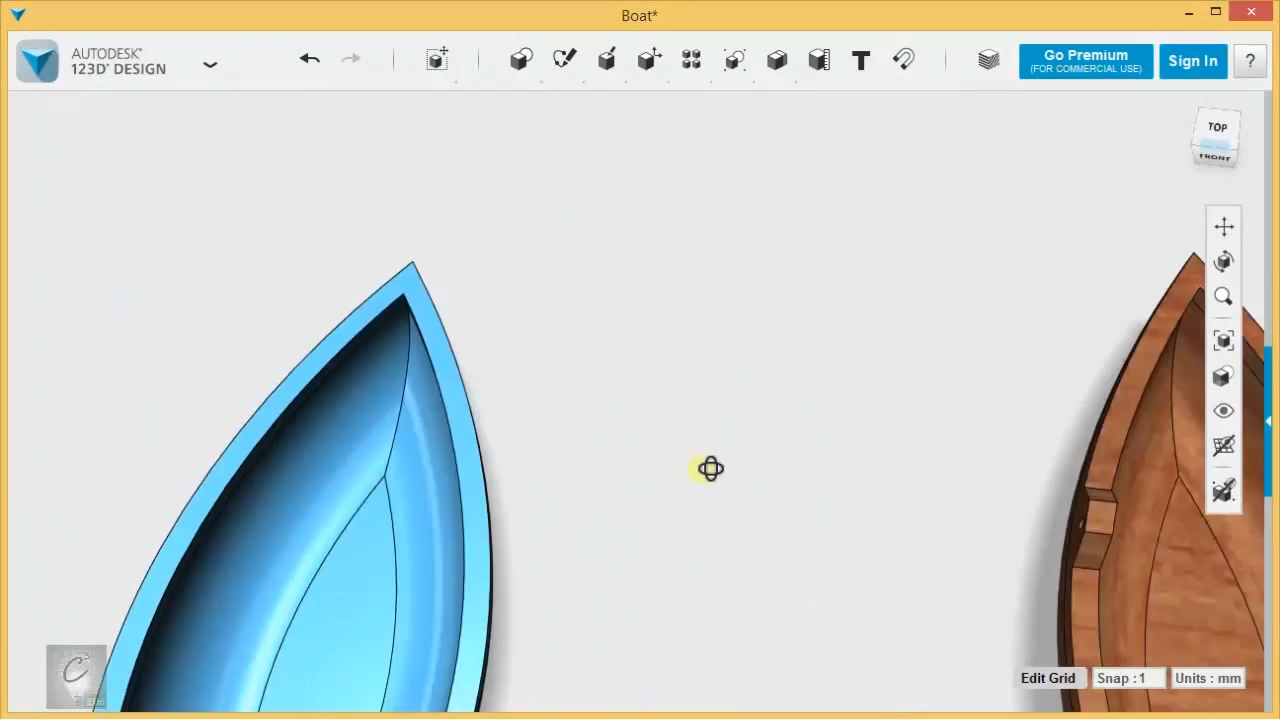 Boat*
AUTODESK®
123D® DESIGN
Go Premium
(FOR COMMERCIAL USE)
Sign In
?
TOP
FRONT
Edit Grid
Snap : 1
Units : mm